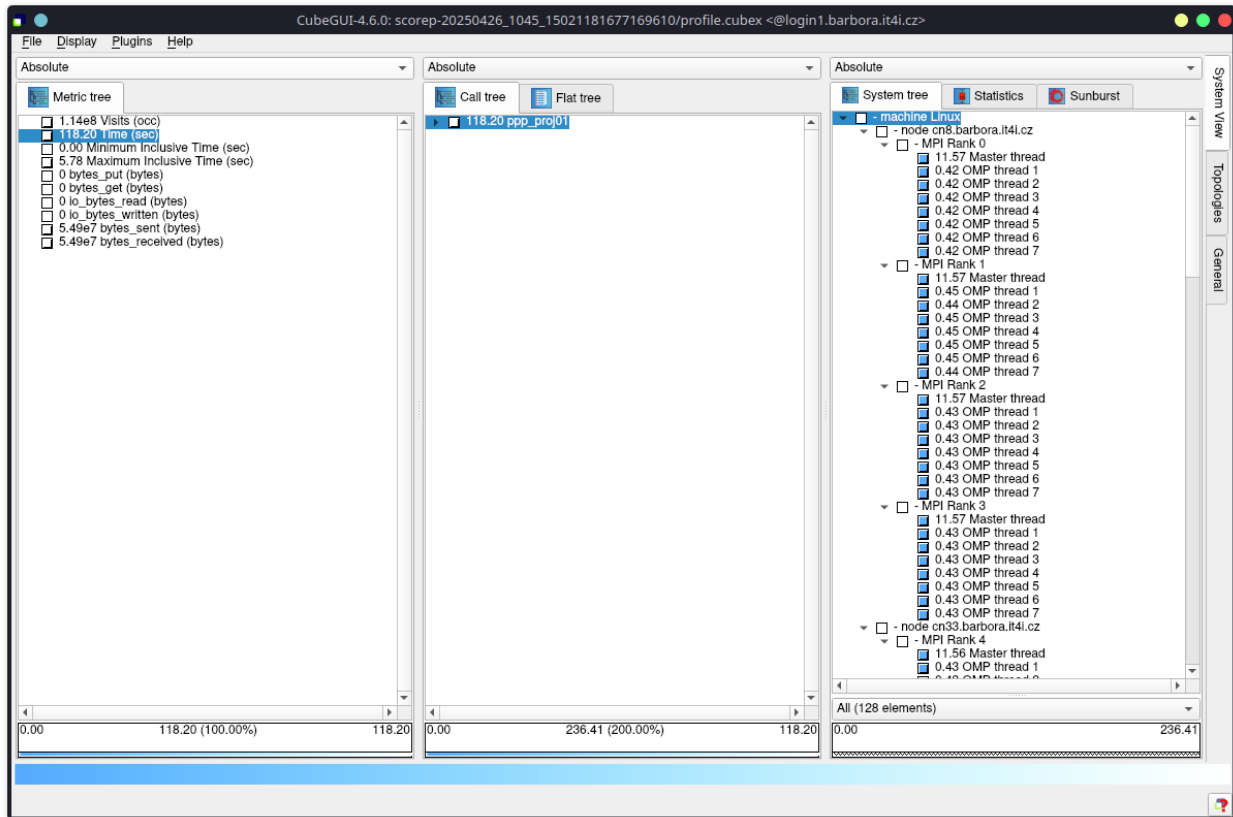 CubeGUI-4.6.0: scorep-20250426_1045_15021181677169610/profile.cubex <@login1.barbora.it4i.cz>
File Display Plugins Help
Absolute
Metric tree
1.14e8 Visits (occ)
118.20 Time (sec)
0.00 Minimum Inclusive Time (sec)
5.78 Maximum Inclusive Time (sec)
0 bytes_put (bytes)
0 bytes_get (bytes)
0 io_bytes_read (bytes)
0 io_bytes_written (bytes)
5.49e7 bytes_sent (bytes)
5.49e7 bytes_received (bytes)
0.00 118.20 (100.00%) 118.20
Absolute
Call tree Flat tree
118.20 ppp_proj01
0.00 236.41 (200.00%) 118.20
Absolute
System tree Statistics Sunburst
- machine Linux
- node cn8.barbora.it4i.cz
- MPI Rank 0
11.57 Master thread
0.42 OMP thread 1
0.42 OMP thread 2
0.42 OMP thread 3
0.42 OMP thread 4
0.42 OMP thread 5
0.42 OMP thread 6
0.42 OMP thread 7
- MPI Rank 1
11.57 Master thread
0.45 OMP thread 1
0.44 OMP thread 2
0.45 OMP thread 3
0.45 OMP thread 4
0.45 OMP thread 5
0.45 OMP thread 6
0.44 OMP thread 7
- MPI Rank 2
11.57 Master thread
0.43 OMP thread 1
0.43 OMP thread 2
0.43 OMP thread 3
0.43 OMP thread 4
0.43 OMP thread 5
0.43 OMP thread 6
0.43 OMP thread 7
- MPI Rank 3
11.57 Master thread
0.43 OMP thread 1
0.43 OMP thread 2
0.43 OMP thread 3
0.43 OMP thread 4
0.43 OMP thread 5
0.43 OMP thread 6
0.43 OMP thread 7
- node cn33.barbora.it4i.cz
- MPI Rank 4
11.56 Master thread
0.43 OMP thread 1
All (128 elements)
0.00 236.41
System View
Topologies
General